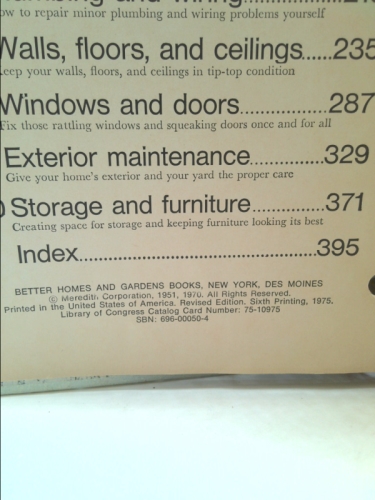 to repair minor plumbing and wiring problems yourself
Walls, floors, and ceilings......235
keep your walls, floors, and ceilings in tip-top condition
Windows and doors................287
Fix those rattling windows and squeaking doors once and for all
Exterior maintenance.............329
Give your home's exterior and your yard the proper care
Storage and furniture.............371
Creating space for storage and keeping furniture looking its best
Index..............................................395
BETTER HOMES AND GARDENS BOOKS, NEW YORK, DES MOINES
© Meredith Corporation, 1951, 1970. All Rights Reserved.
Printed in the United States of America. Revised Edition. Sixth Printing, 1975.
Library of Congress Catalog Card Number: 75-10975
SBN: 696-00050-4